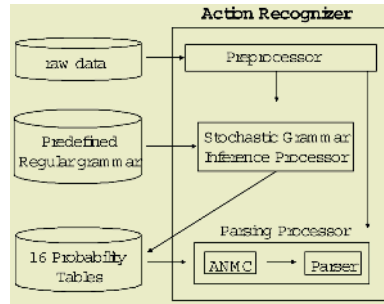 Action Recognizer
raw data
Preprocessor
Predefined
Regular grammar
Stochastic Grammar
Inference Processor
Parsing Processor
16 Probability
Tables
ANMC
Parser